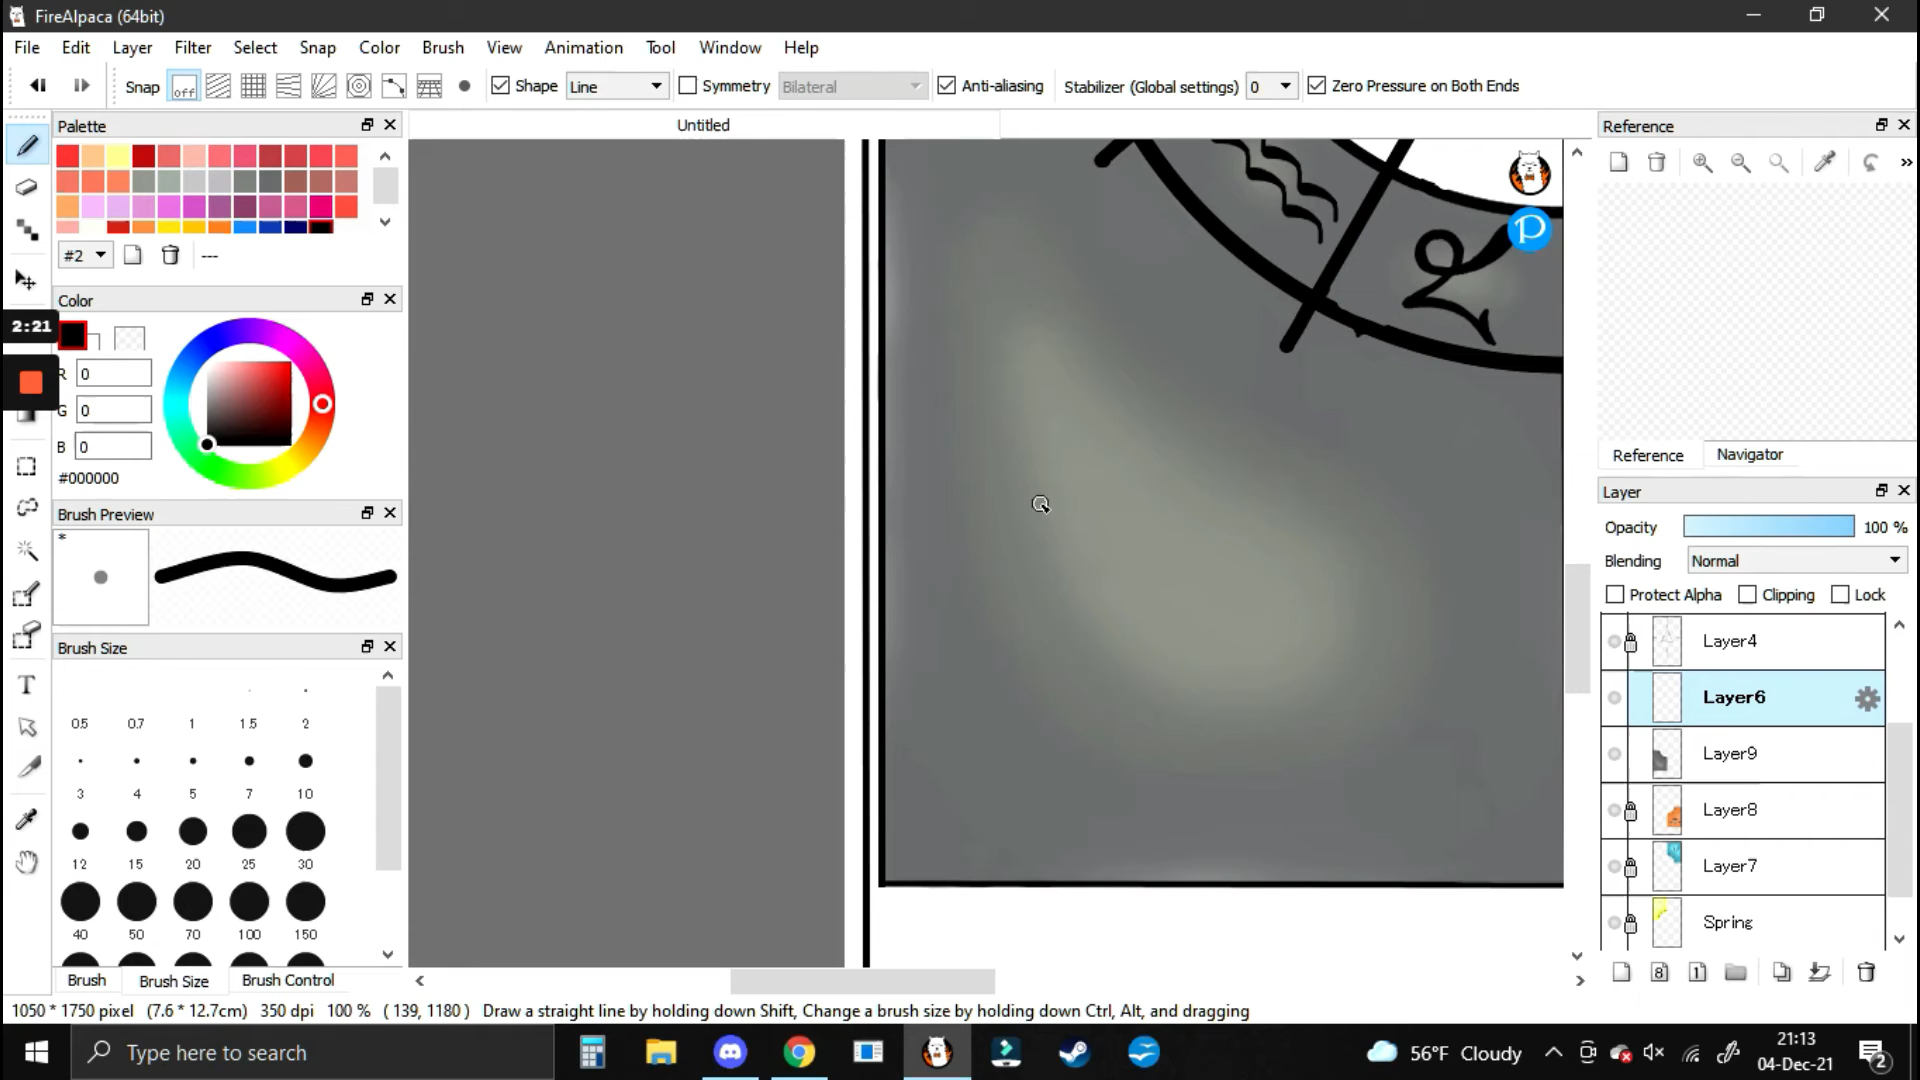 FireAlpaca (64bit)
File Edit Layer Filter Select Snap Color Brush View Animation Tool Window Help
Snap off Shape Line Symmetry Bilateral Anti-aliasing Stabilizer (Global settings) 0 Zero Pressure on Both Ends
Palette
Untitled
Reference
#2 ---
Color
2:21
R 0
G 0
B 0
#000000
P
Reference Navigator
Layer
Opacity 100 %
Blending Normal
Protect Alpha Clipping Lock
Layer4
Layer6
Layer9
Layer8
Layer7
Spring
Brush Preview
*
Brush Size
0.5 0.7 1 1.5 2
3 4 5 7 10
12 15 20 25 30
40 50 70 100 150
T
8 1
Brush Brush Size Brush Control
1050 * 1750 pixel (7.6 * 12.7cm) 350 dpi 100 % ( 139, 1180 ) Draw a straight line by holding down Shift, Change a brush size by holding down Ctrl, Alt, and dragging
Type here to search
56°F Cloudy
21:13
04-Dec-21
2